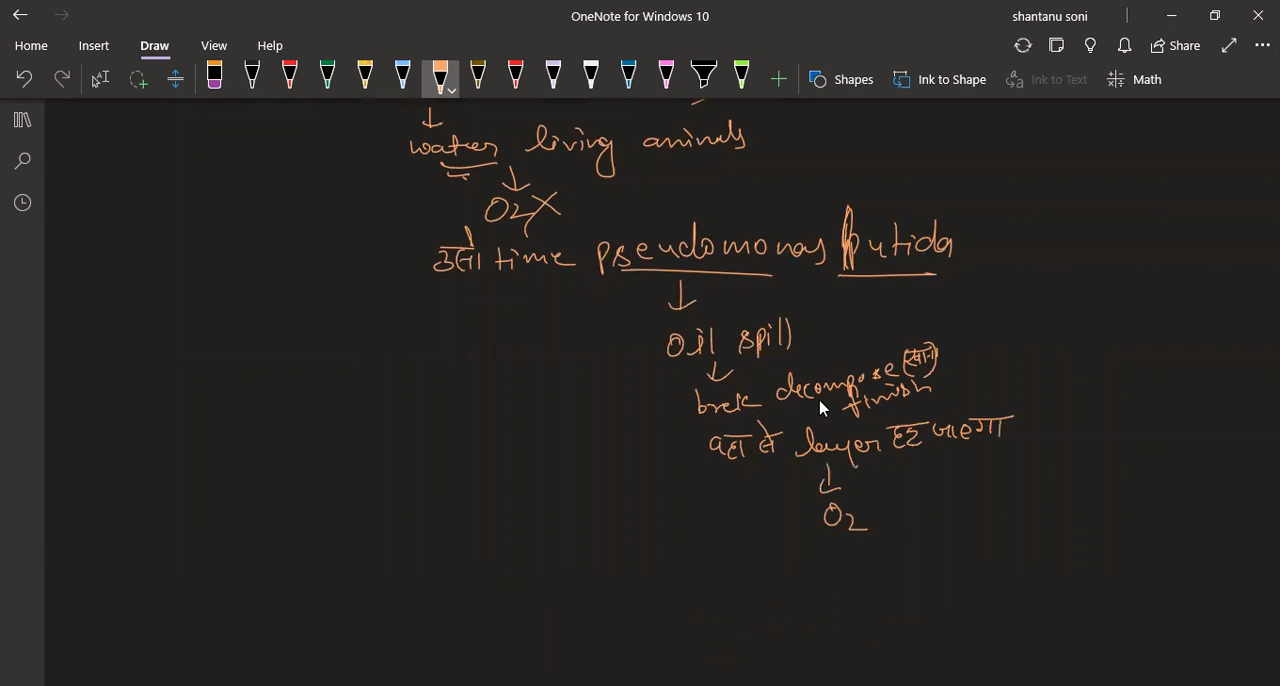 OneNote for Windows 10
shantanu soni
Home Insert Draw View Help
Share
Shapes
Ink to Shape
Ink to Text
Math
water living animals
O2
उसी time pseudomonas putida
oil spill
break decompose (खा)
finish
वहां से layer हट जाएगा
O2